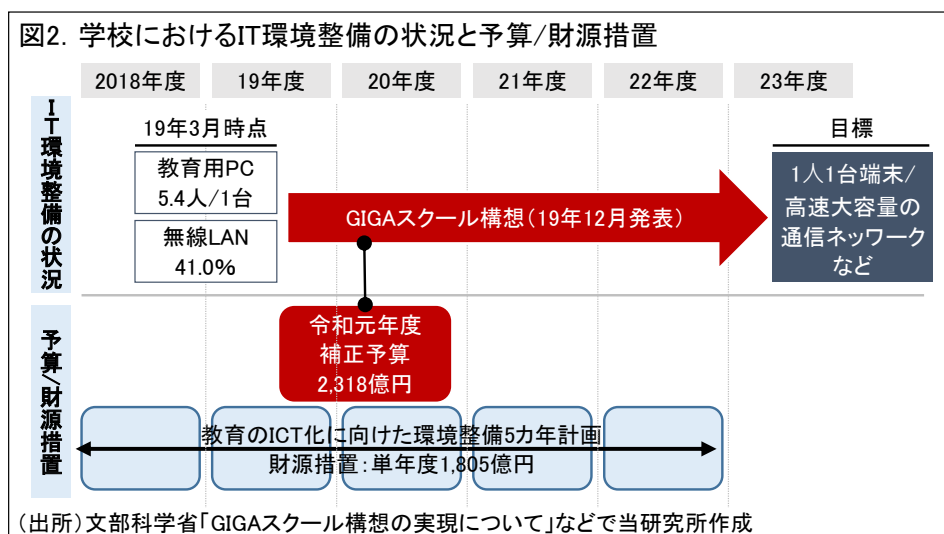 図2. 学校におけるIT環境整備の状況と予算/財源措置
2018年度
19年度
20年度
21年度
22年度
23年度
IT環境整備の状況
19年3月時点
教育用PC
5.4人/1台
無線LAN
41.0%
GIGAスクール構想(19年12月発表)
目標
1人1台端末/
高速大容量の
通信ネッワーク
など
予算/財源措置
令和元年度
補正予算
2,318億円
教育のICT化に向けた環境整備5カ年計画
財源措置:単年度1,805億円
(出所)文部科学省「GIGAスクール構想の実現について」などで当研究所作成